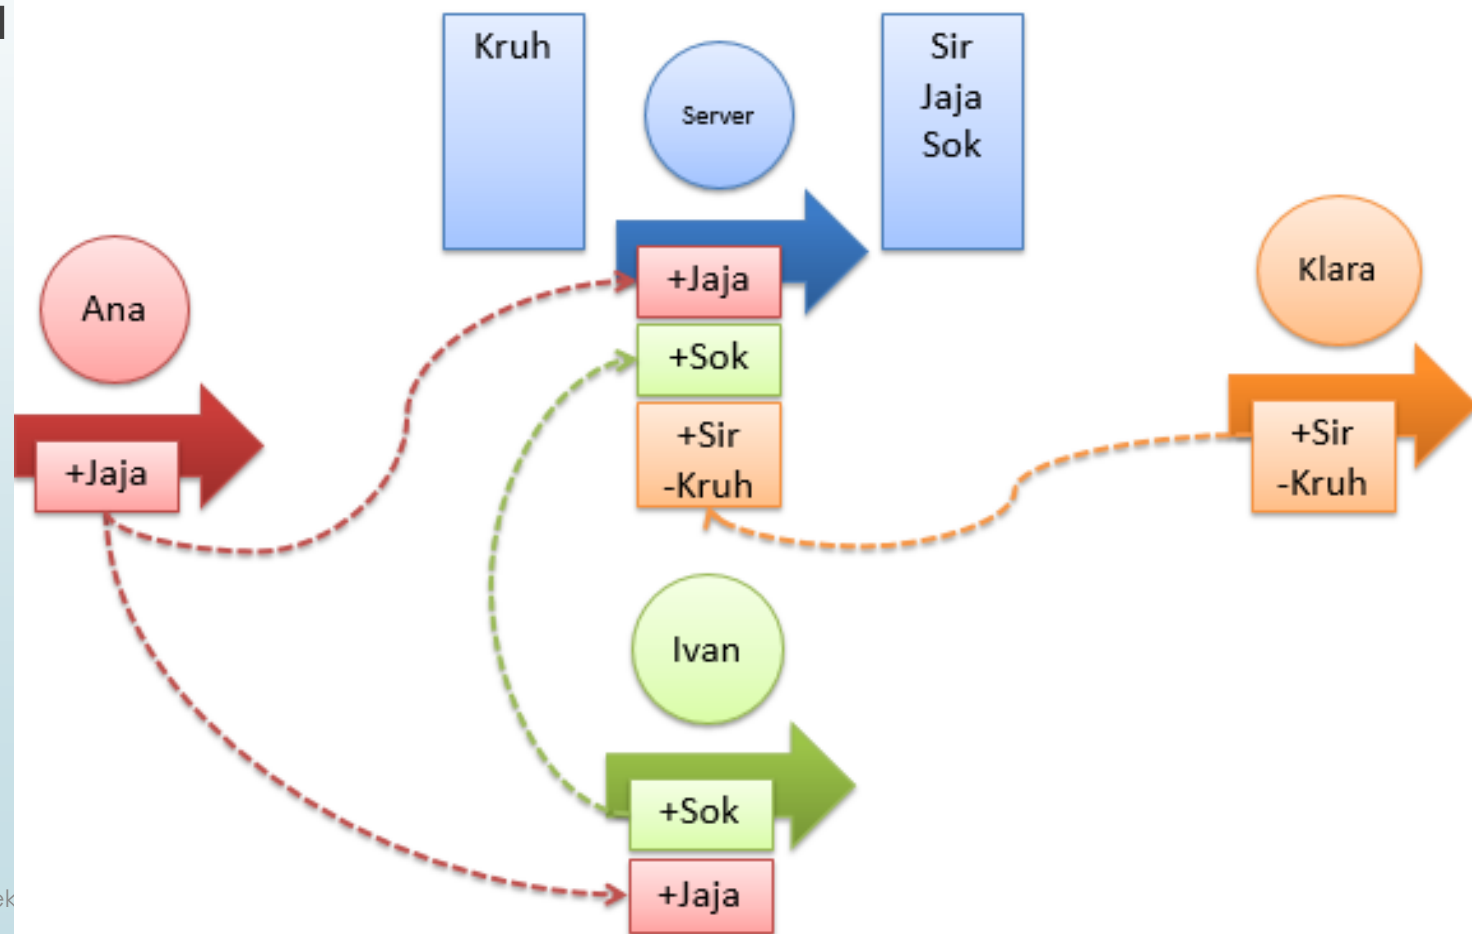 Kruh
Server
Sir
Jaja
Sok
Ana
+Jaja
+Jaja
+Sok
+Sir
-Kruh
Klara
+Sir
-Kruh
Ivan
+Sok
+Jaja